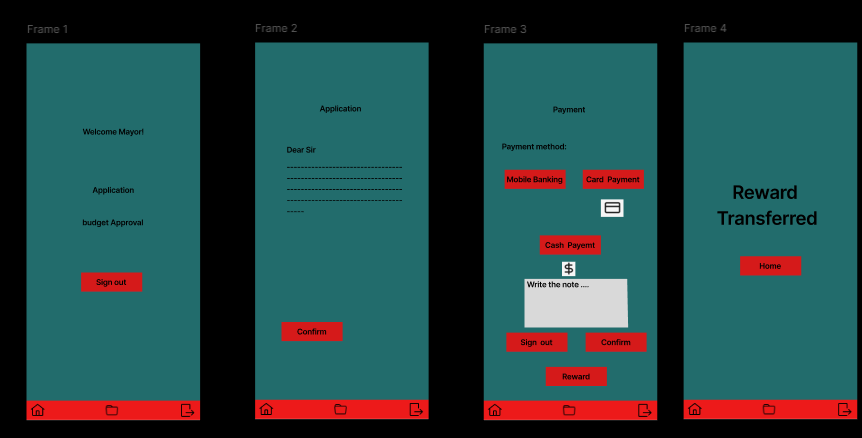 Frame 1
Welcome Mayor!
Application
budget Approval
Sign out
Frame 2
Application
Dear Sir
--------------------------------
--------------------------------
--------------------------------
--------------------------------
-----
Confirm
Frame 3
Payment
Payment method:
Mobile Banking
Card Payment
Cash Payemt
$
Write the note ....
Sign out
Confirm
Reward
Frame 4
Reward
Transferred
Home